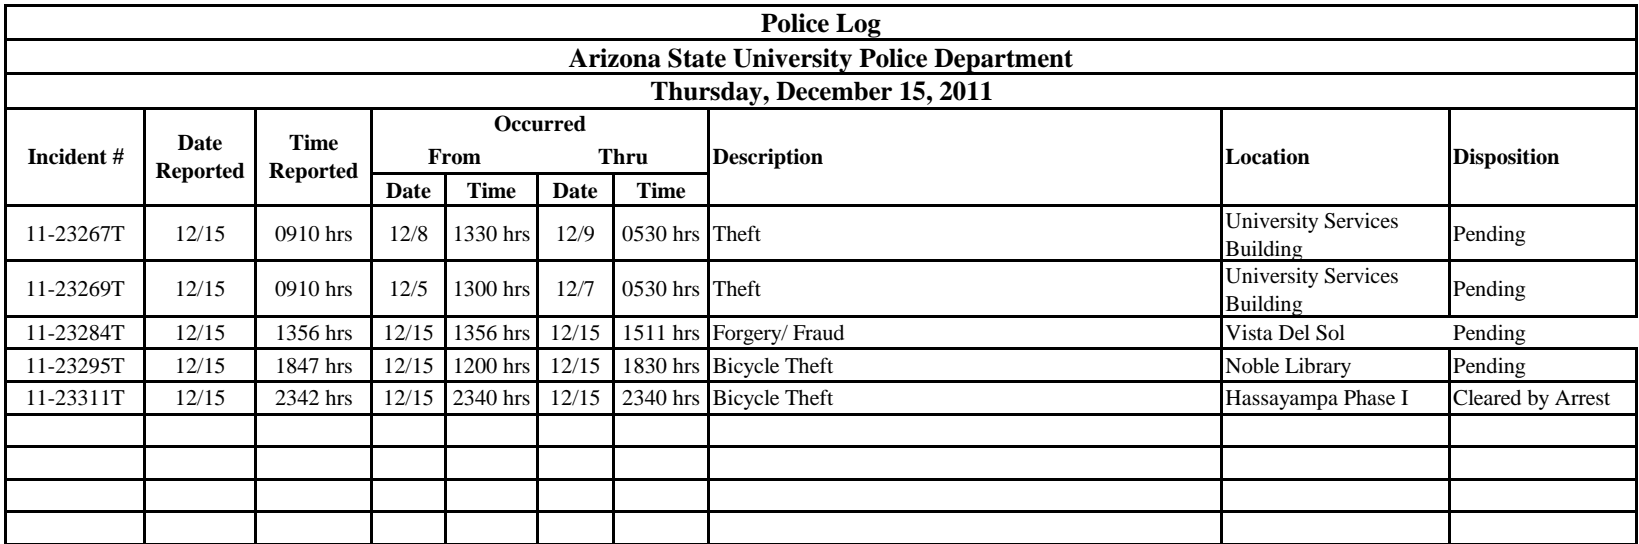 Police Log
Arizona State University Police Department
Thursday, December 15, 2011
Incident # Date Reported Time Reported Occurred Description Location Disposition
From Thru
Date Time Date Time
11-23267T 12/15 0910 hrs 12/8 1330 hrs 12/9 0530 hrs Theft University Services Building Pending
11-23269T 12/15 0910 hrs 12/5 1300 hrs 12/7 0530 hrs Theft University Services Building Pending
11-23284T 12/15 1356 hrs 12/15 1356 hrs 12/15 1511 hrs Forgery/ Fraud Vista Del Sol Pending
11-23295T 12/15 1847 hrs 12/15 1200 hrs 12/15 1830 hrs Bicycle Theft Noble Library Pending
11-23311T 12/15 2342 hrs 12/15 2340 hrs 12/15 2340 hrs Bicycle Theft Hassayampa Phase I Cleared by Arrest